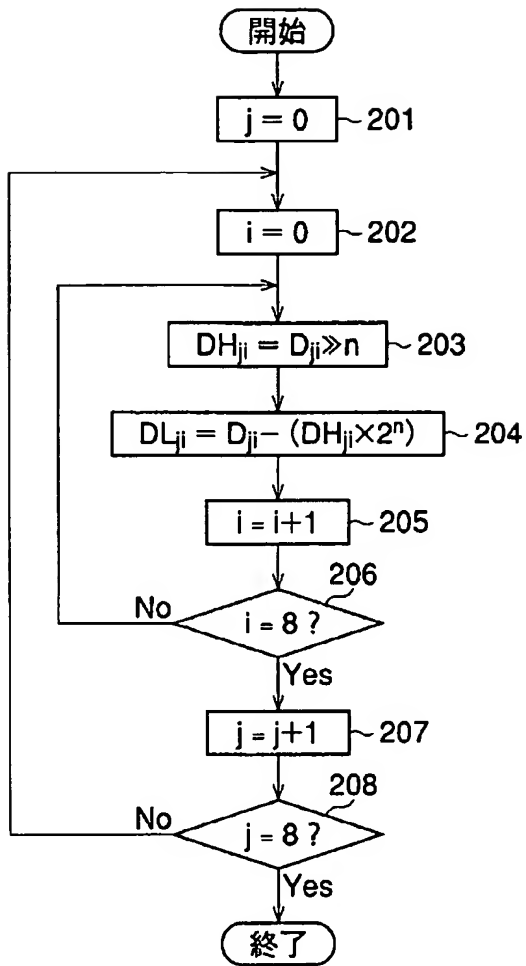 開始
j = 0 201
i = 0 202
DHji = Dji≫n 203
DLji = Dji− (DHji×2ⁿ) 204
i = i+1 205
206
i = 8 ?
No
Yes
j = j+1 207
208
j = 8 ?
No
Yes
終了